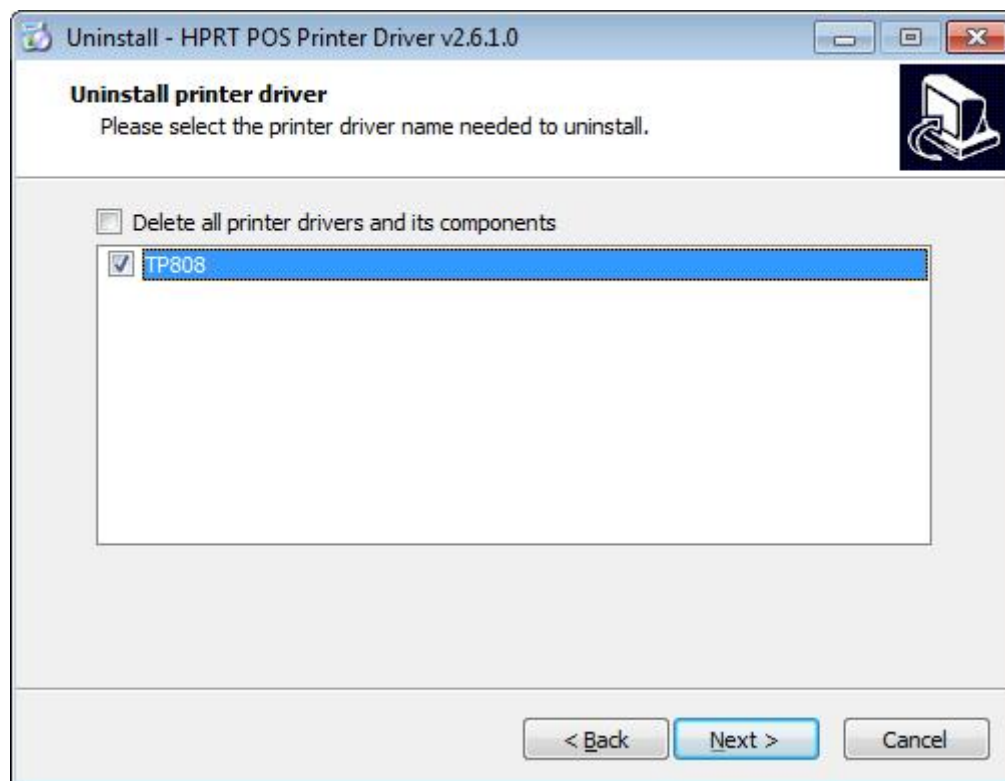 Uninstall - HPRT POS Printer Driver v2.6.1.0
Uninstall printer driver
Please select the printer driver name needed to uninstall.
Delete all printer drivers and its components
TP808
< Back
Next >
Cancel